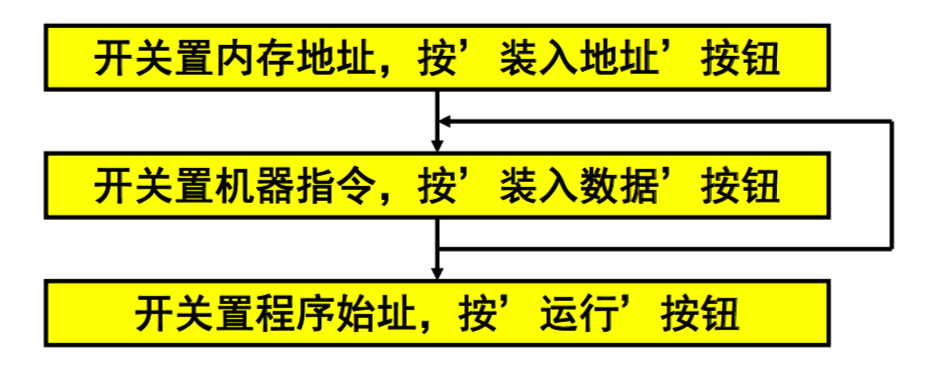 开关置内存地址，按’装入地址’按钮
开关置机器指令，按’装入数据’按钮
开关置程序始址，按’运行’按钮